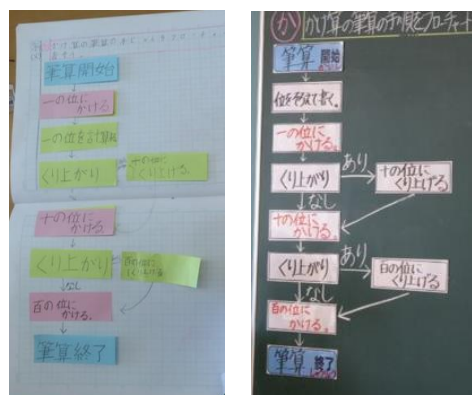 筆算開始
一の位に
かける
一の位を計算
くり上がり
十の位に
くり上げる
十の位に
かける。
くり上がり
百の位に
くり上げる
なし
百の位に
かける。
筆算終了
か かけ算の筆算の手順をフローチャート
筆算 開始
位をそろえて書く。
一の位に
かける。
くり上がり
あり
十の位に
くり上げる
なし
十の位に
かける。
くり上がり
あり
百の位に
くり上げる
なし
百の位に
かける。
筆算 終了